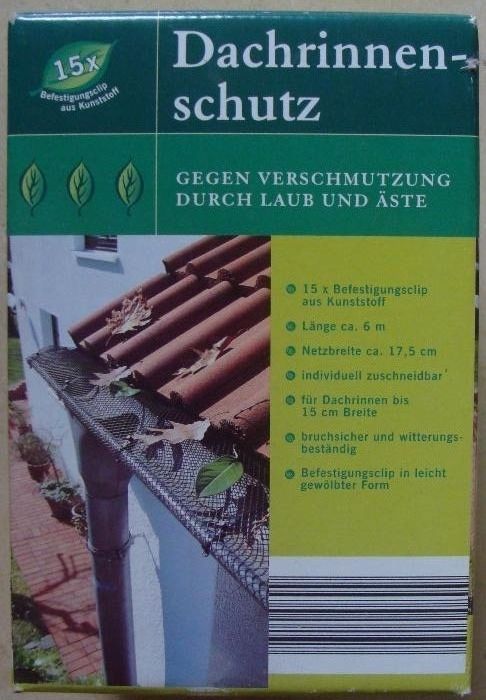 15x
Befestigungsclip
aus Kunststoff
Dachrinnen-
schutz
GEGEN VERSCHMUTZUNG
DURCH LAUB UND ÄSTE
15 x Befestigungsclip
aus Kunststoff
Länge ca. 6 m
Netzbreite ca. 17,5 cm
individuell zuschneidbar
für Dachrinnen bis
15 cm Breite
bruchsicher und witterungs-
beständig
Befestigungsclip in leicht
gewölbter Form